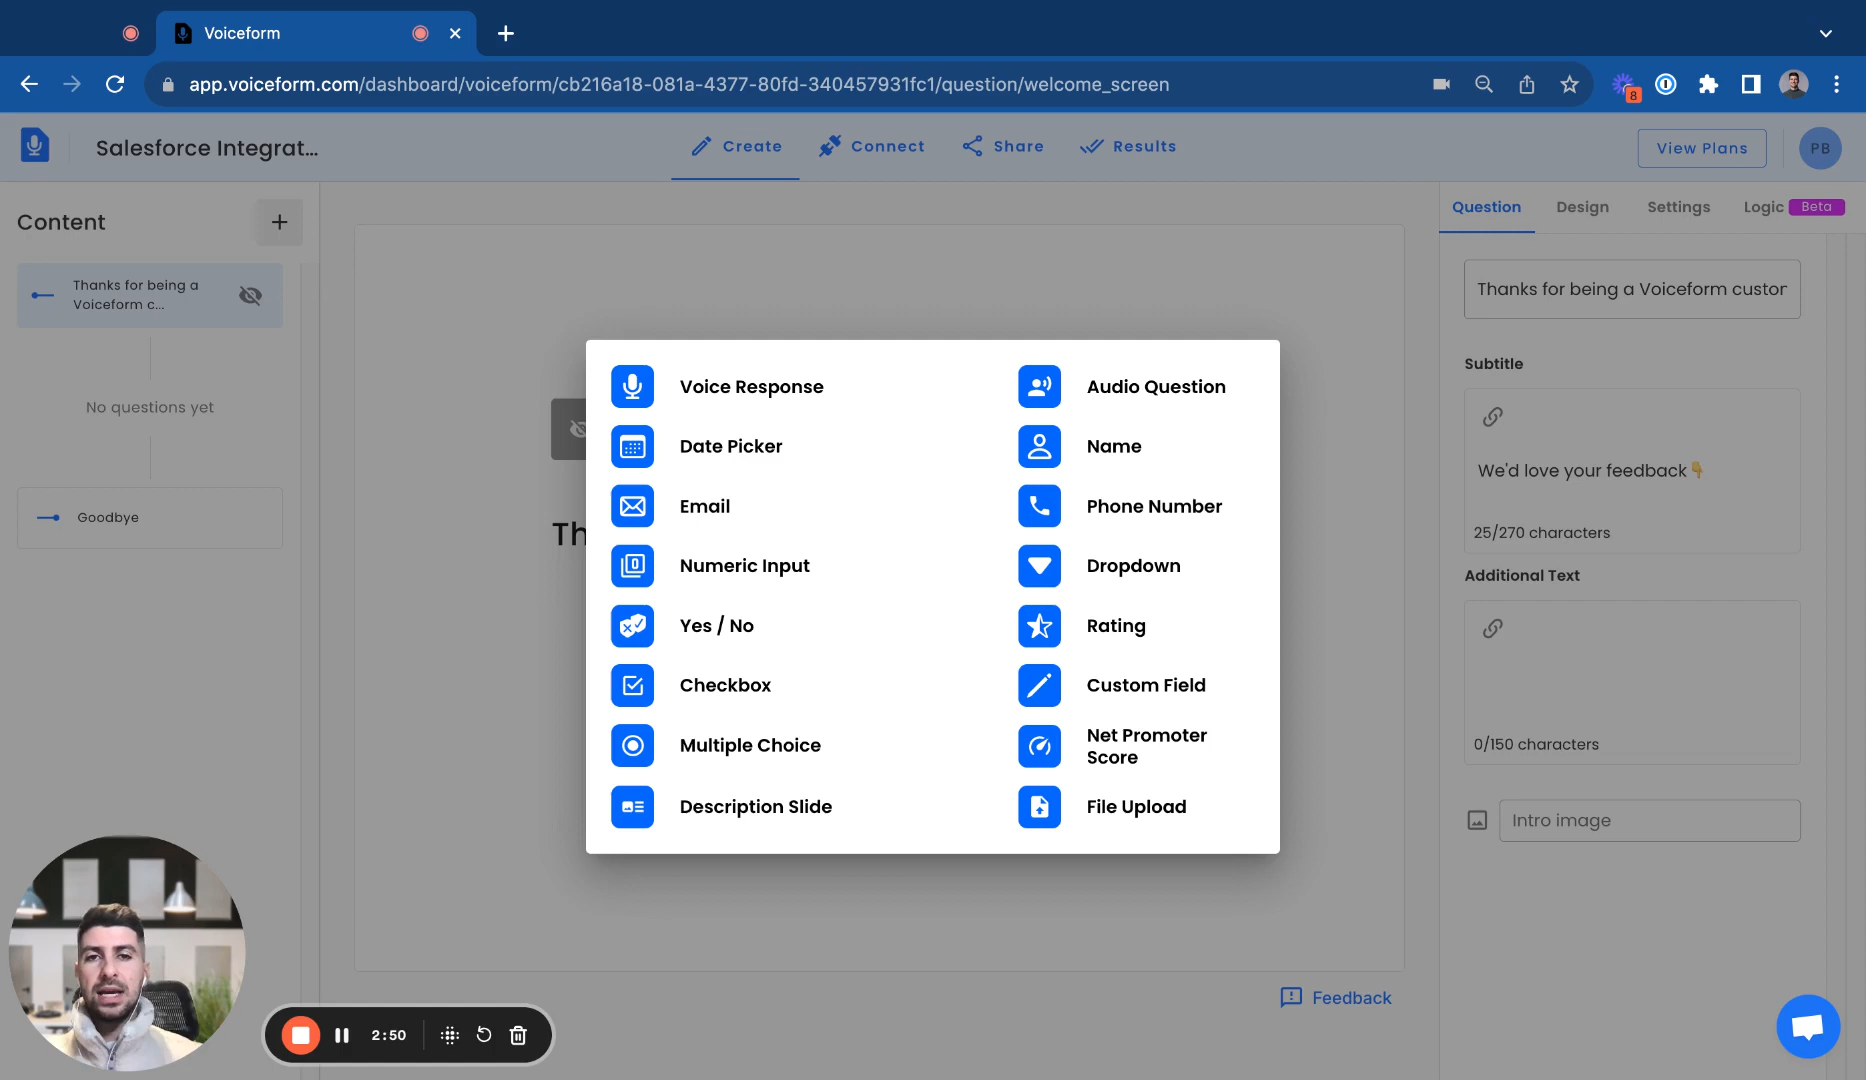 Voiceform
app.voiceform.com/dashboard/voiceform/cb216a18-081a-4377-80fd-340457931fc1/question/welcome_screen
8
Salesforce Integrat...
Create
Connect
Share
Results
View Plans
PB
Content
Thanks for being a
Voiceform c...
No questions yet
Goodbye
Th
Voice Response
Audio Question
Date Picker
Name
Email
Phone Number
Numeric Input
Dropdown
Yes / No
Rating
Checkbox
Custom Field
Multiple Choice
Net Promoter
Score
Description Slide
File Upload
Feedback
Question
Design
Settings
Logic
Beta
Thanks for being a Voiceform custor
Subtitle
We'd love your feedback👇
25/270 characters
Additional Text
0/150 characters
Intro image
2:50